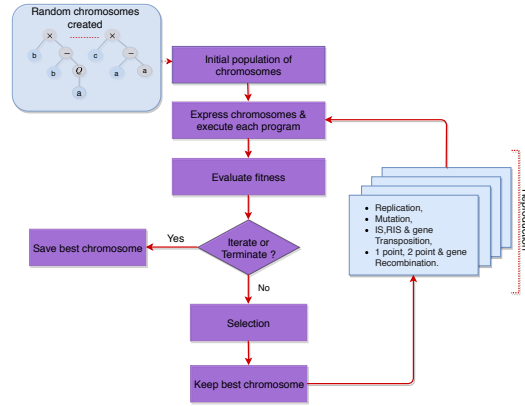 Random chromosomes
created
× ×
b − c −
b Q a a
a
Initial population of
chromosomes
Express chromosomes &
execute each program
Evaluate fitness
Iterate or
Terminate ?
Yes
Save best chromosome
No
Selection
Keep best chromosome
• Replication,
• Mutation,
• IS,RIS & gene
Transposition,
• 1 point, 2 point & gene
Recombination.